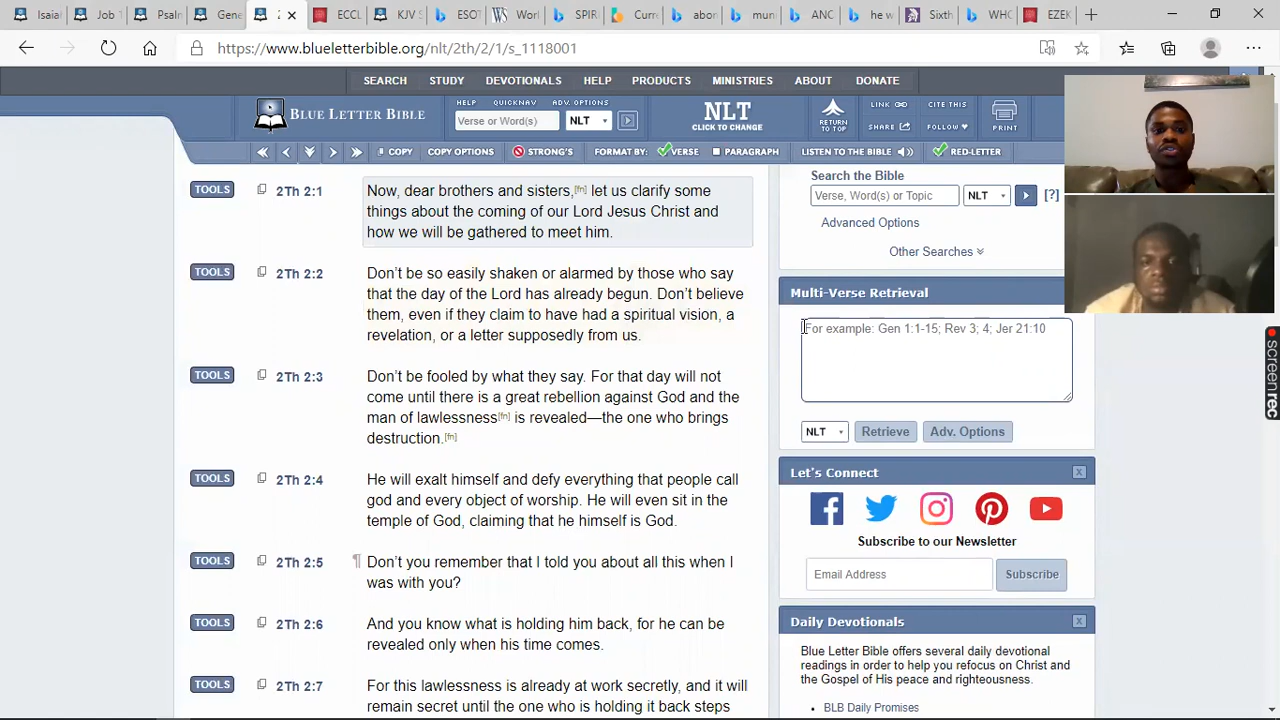 Isaial
Job T
Psalm
Gene
2
ECCL
KJV S
ESOT
Worl
SPIR
Curre
abor
mun
ANC
he w
Sixth
WHC
EZEK
https://www.blueletterbible.org/nlt/2th/2/1/s_1118001
SEARCH STUDY DEVOTIONALS HELP PRODUCTS MINISTRIES ABOUT DONATE
BLUE LETTER BIBLE
HELP QUICKNAV ADV. OPTIONS
Verse or Word(s) NLT
NLT
CLICK TO CHANGE
RETURN
TO TOP
LINK CITE THIS
SHARE FOLLOW
PRINT
COPY COPY OPTIONS STRONG'S FORMAT BY: VERSE PARAGRAPH LISTEN TO THE BIBLE RED-LETTER
TOOLS 2Th 2:1 Now, dear brothers and sisters,[fn] let us clarify some
things about the coming of our Lord Jesus Christ and
how we will be gathered to meet him.
TOOLS 2Th 2:2 Don't be so easily shaken or alarmed by those who say
that the day of the Lord has already begun. Don't believe
them, even if they claim to have had a spiritual vision, a
revelation, or a letter supposedly from us.
TOOLS 2Th 2:3 Don't be fooled by what they say. For that day will not
come until there is a great rebellion against God and the
man of lawlessness[fn] is revealed—the one who brings
destruction.[fn]
TOOLS 2Th 2:4 He will exalt himself and defy everything that people call
god and every object of worship. He will even sit in the
temple of God, claiming that he himself is God.
TOOLS 2Th 2:5 ¶ Don't you remember that I told you about all this when I
was with you?
TOOLS 2Th 2:6 And you know what is holding him back, for he can be
revealed only when his time comes.
TOOLS 2Th 2:7 For this lawlessness is already at work secretly, and it will
remain secret until the one who is holding it back steps
Search the Bible
Verse, Word(s) or Topic NLT [?]
Advanced Options
Other Searches
Multi-Verse Retrieval
For example: Gen 1:1-15; Rev 3; 4; Jer 21:10
NLT Retrieve Adv. Options
Let's Connect X
Subscribe to our Newsletter
Email Address Subscribe
Daily Devotionals X
Blue Letter Bible offers several daily devotional
readings in order to help you refocus on Christ and
the Gospel of His peace and righteousness.
• BLB Daily Promises
screenrec